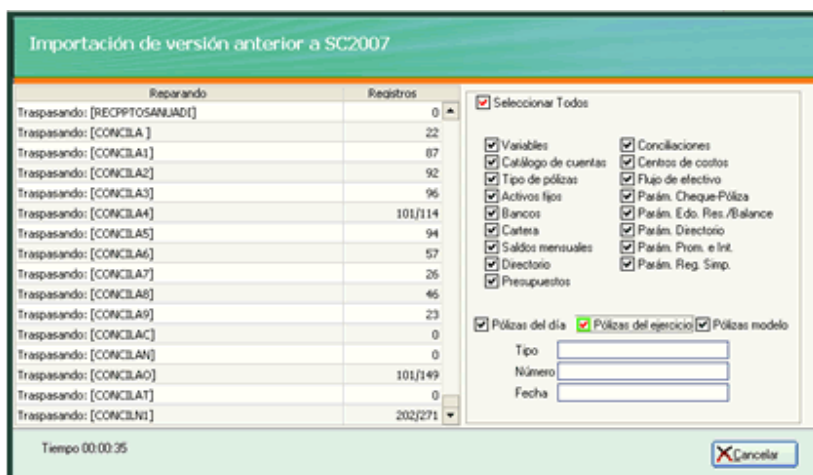 Importación de versión anterior a SC2007
Reparando Registros
Traspasando: [RECPPTOSANUADI] 0
Traspasando: [CONCILA ] 22
Traspasando: [CONCILA1] 87
Traspasando: [CONCILA2] 92
Traspasando: [CONCILA3] 96
Traspasando: [CONCILA4] 101/114
Traspasando: [CONCILA5] 94
Traspasando: [CONCILA6] 57
Traspasando: [CONCILA7] 26
Traspasando: [CONCILA8] 46
Traspasando: [CONCILA9] 23
Traspasando: [CONCILAC] 0
Traspasando: [CONCILAN] 0
Traspasando: [CONCILAO] 101/149
Traspasando: [CONCILAT] 0
Traspasando: [CONCILN1] 202/271
Seleccionar Todos
Variables
Catálogo de cuentas
Tipo de pólizas
Activos fijos
Bancos
Cartera
Saldos mensuales
Directorio
Presupuestos
Conciliaciones
Centros de costos
Flujo de efectivo
Parám. Cheque-Póliza
Parám. Edo. Res./Balance
Parám. Directorio
Parám. Prom. e Int.
Parám. Reg. Simp.
Pólizas del día Pólizas del ejercicio Pólizas modelo
Tipo
Número
Fecha
Tiempo 00:00:35
Cancelar